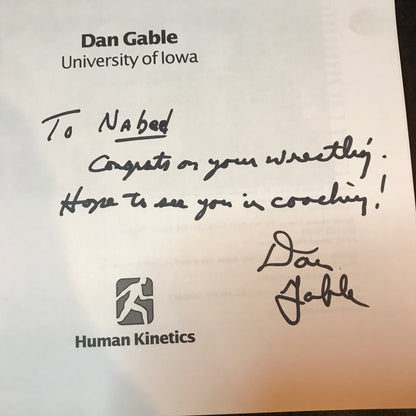 Dan Gable
University of Iowa
To Nabed
Congrats on your wrestling.
Hope to see you in coaching!
Dan
Gable
Human Kinetics